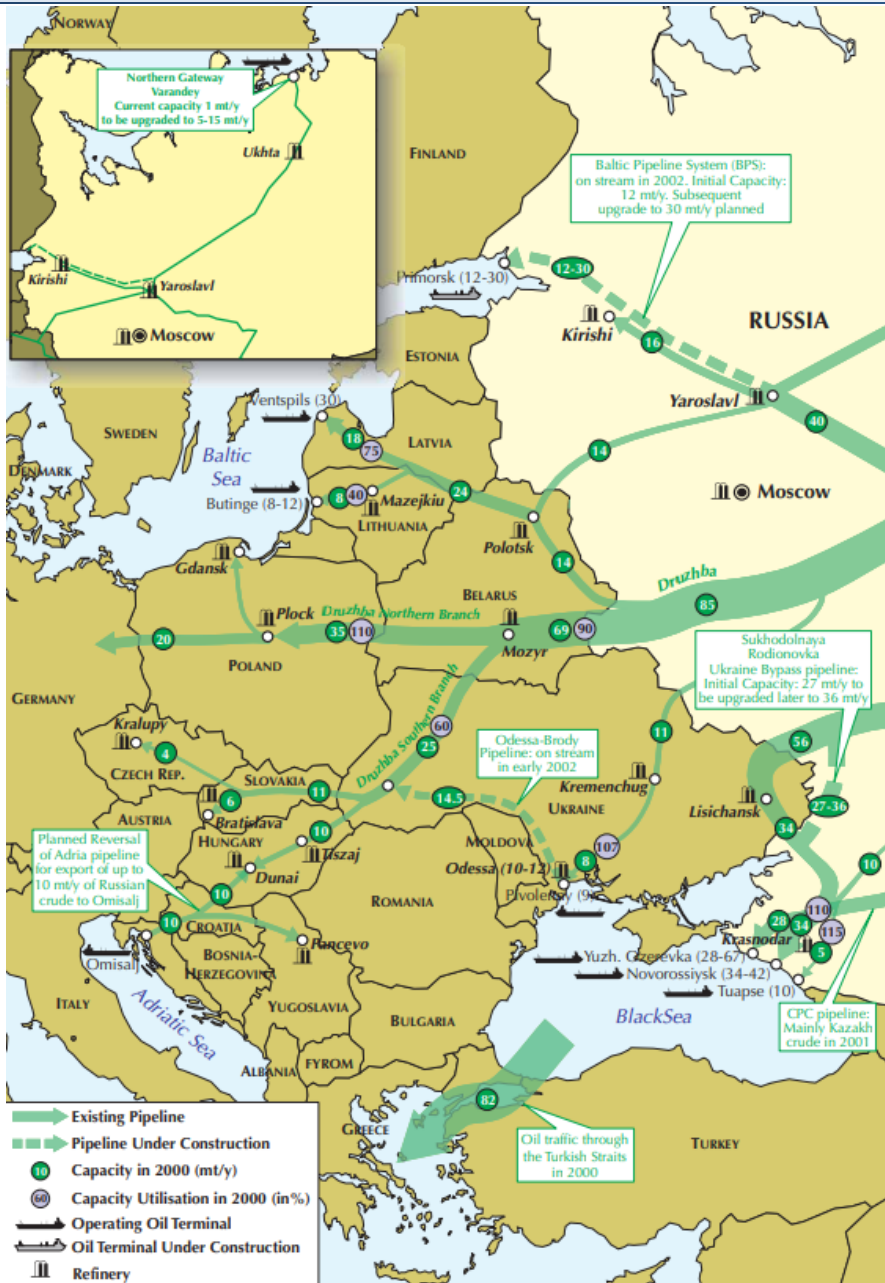 NORWAY
Northern Gateway
Varandey
Current capacity 1 mt/y
to be upgraded to 5-15 mt/y
Ukhta
Kirishi
Yaroslavl
Moscow
FINLAND
Baltic Pipeline System (BPS):
on stream in 2002. Initial Capacity:
12 mt/y. Subsequent
upgrade to 30 mt/y planned
12-30
Primorsk (12-30)
Kirishi
RUSSIA
16
ESTONIA
Yaroslavl
Ventspils (30)
40
SWEDEN
18
LATVIA
75
14
Baltic
Sea
DENMARK
Moscow
Butinge (8-12)
8
40
Mazejkiu
24
LITHUANIA
Polotsk
Gdansk
14
Druzhba
BELARUS
85
Plock
Druzhba Northern Branch
20
35
110
69
90
Mozyr
POLAND
Sukhodolnaya
Rodionovka
Ukraine Bypass pipeline:
Initial Capacity: 27 mt/y to
be upgraded later to 36 mt/y
GERMANY
Druzhba Southern Branch
Kralupy
60
25
11
Odessa-Brody
Pipeline: on stream
in early 2002
56
4
CZECH REP.
SLOVAKIA
Kremenchug
11
6
14.5
UKRAINE
Lisichansk
27-36
AUSTRIA
Bratislava
10
34
Planned Reversal
of Adria pipeline
for export of up to
10 mt/y of Russian
crude to Omisalj
HUNGARY
Tiszaj
MOLDOVA
107
8
Dunai
Odessa (10-12)
10
10
Pivolenny (9)
ROMANIA
110
10
CROATJA
28
34
115
Krasnodar
5
Pancevo
Omisalj
BOSNIA-
HERZEGOVINA
Yuzh. Ozerevka (28-67)
Novorossiysk (34-42)
Tuapse (10)
ITALY
YUGOSLAVIA
Adriatic Sea
BULGARIA
BlackSea
CPC pipeline:
Mainly Kazakh
crude in 2001
ALBANIA
FYROM
82
GREECE
TURKEY
Oil traffic through
the Turkish Straits
in 2000
Existing Pipeline
Pipeline Under Construction
10
Capacity in 2000 (mt/y)
60
Capacity Utilisation in 2000 (in%)
Operating Oil Terminal
Oil Terminal Under Construction
Refinery